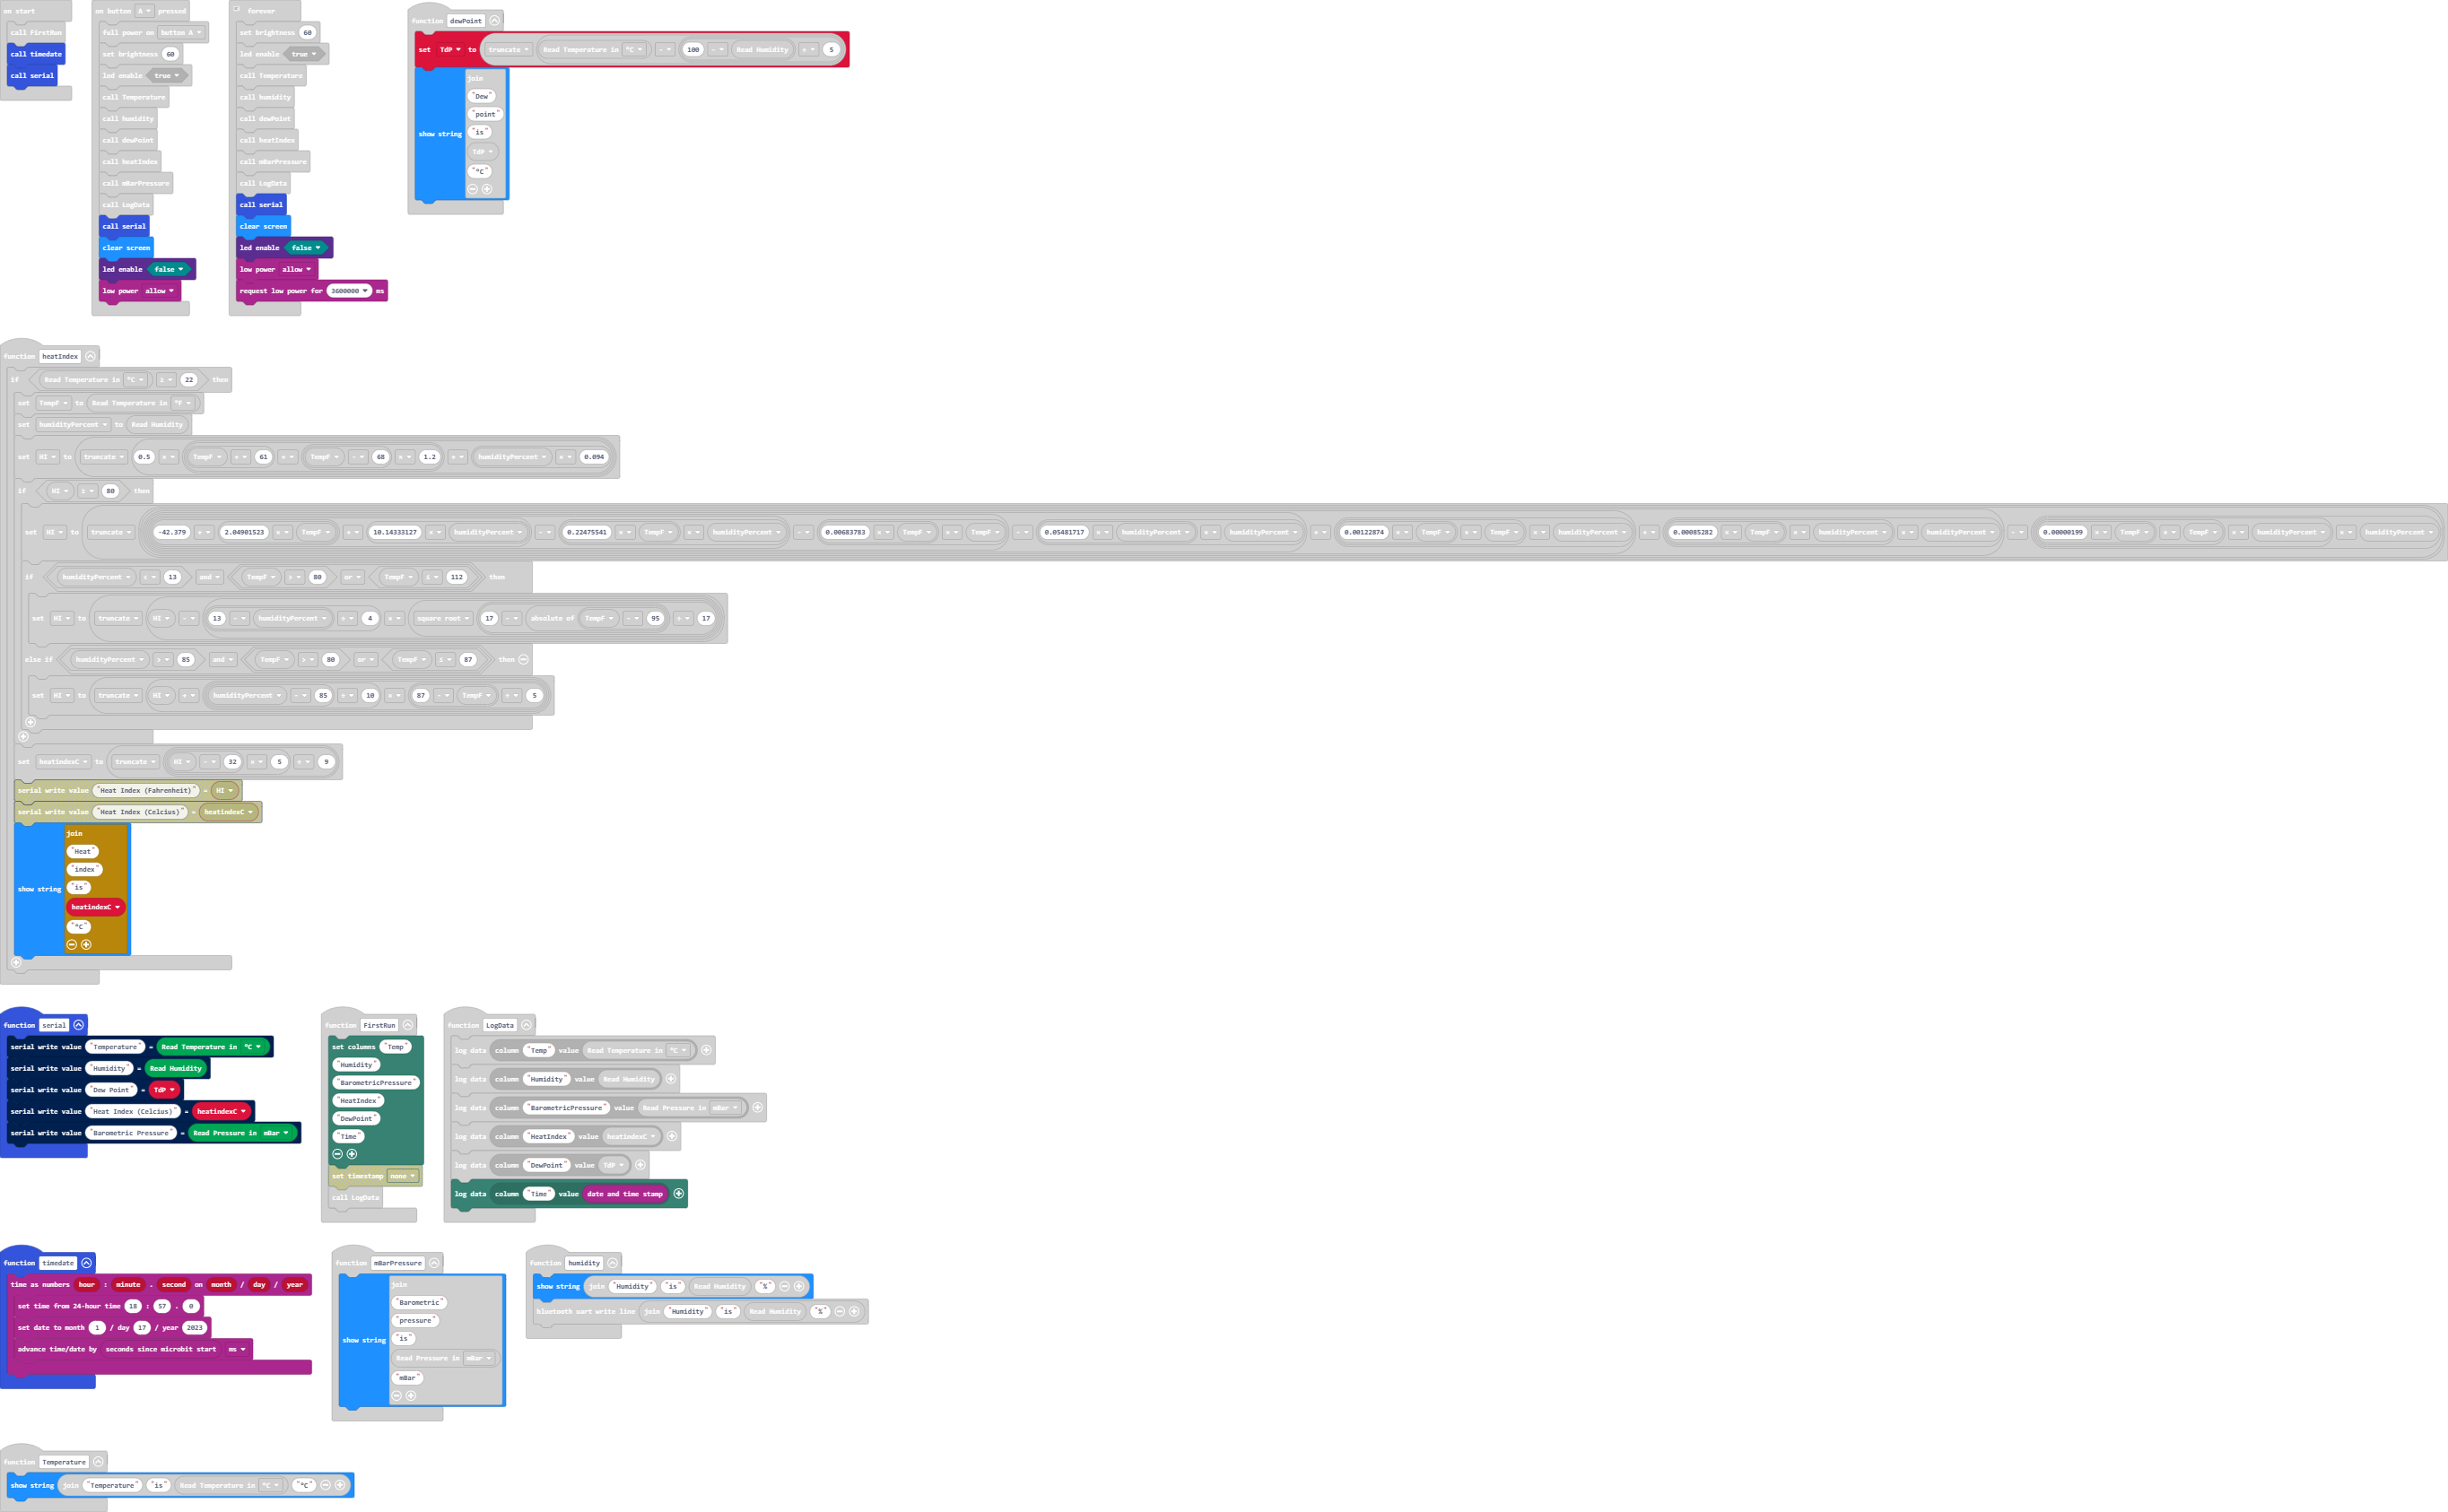 on start
call FirstRun
call timedate
call serial
on button A pressed
full power on button A
set brightness 60
led enable true
call Temperature
call humidity
call dewPoint
call heatIndex
call mBarPressure
call LogData
call serial
clear screen
led enable false
low power allow
forever
set brightness 60
led enable true
call Temperature
call humidity
call dewPoint
call heatIndex
call mBarPressure
call LogData
call serial
clear screen
led enable false
low power allow
request low power for 3600000 ms
function dewPoint
set TdP to truncate Read Temperature in °C - 100 - Read Humidity ÷ 5
show string
join
"Dew"
"point"
"is"
TdP
"°C"
function heatIndex
if Read Temperature in °C ≥ 22 then
set TempF to Read Temperature in °F
set humidityPercent to Read Humidity
set HI to truncate 0.5 × TempF + 61 + TempF - 68 × 1.2 + humidityPercent × 0.094
if HI ≥ 80 then
set HI to truncate -42.379 + 2.04901523 × TempF + 10.14333127 × humidityPercent - 0.22475541 × TempF × humidityPercent - 0.00683783 × TempF × TempF - 0.05481717 × humidityPercent × humidityPercent + 0.00122874 × TempF × TempF × humidityPercent + 0.00085282 × TempF × humidityPercent × humidityPercent - 0.00000199 × TempF × TempF × humidityPercent × humidityPercent
if humidityPercent < 13 and TempF > 80 or TempF ≤ 112 then
set HI to truncate HI - 13 - humidityPercent ÷ 4 × square root 17 - absolute of TempF - 95 ÷ 17
else if humidityPercent > 85 and TempF > 80 or TempF ≤ 87 then
set HI to truncate HI + humidityPercent - 85 ÷ 10 × 87 - TempF ÷ 5
set heatindexC to truncate HI - 32 × 5 ÷ 9
serial write value "Heat Index (Fahrenheit)" = HI
serial write value "Heat Index (Celcius)" = heatindexC
show string
join
"Heat"
"index"
"is"
heatindexC
"°C"
function serial
serial write value "Temperature" = Read Temperature in °C
serial write value "Humidity" = Read Humidity
serial write value "Dew Point" = TdP
serial write value "Heat Index (Celcius)" = heatindexC
serial write value "Barometric Pressure" = Read Pressure in mBar
function FirstRun
set columns "Temp"
"Humidity"
"BarometricPressure"
"HeatIndex"
"DewPoint"
"Time"
set timestamp none
call LogData
function LogData
log data column "Temp" value Read Temperature in °C
log data column "Humidity" value Read Humidity
log data column "BarometricPressure" value Read Pressure in mBar
log data column "HeatIndex" value heatindexC
log data column "DewPoint" value TdP
log data column "Time" value date and time stamp
function timedate
time as numbers hour : minute . second on month / day / year
set time from 24-hour time 18 : 57 . 0
set date to month 1 / day 17 / year 2023
advance time/date by seconds since microbit start ms
function mBarPressure
show string
join
"Barometric"
"pressure"
"is"
Read Pressure in mBar
"mBar"
function humidity
show string join "Humidity" "is" Read Humidity "%"
bluetooth uart write line join "Humidity" "is" Read Humidity "%"
function Temperature
show string join "Temperature" "is" Read Temperature in °C "°C"